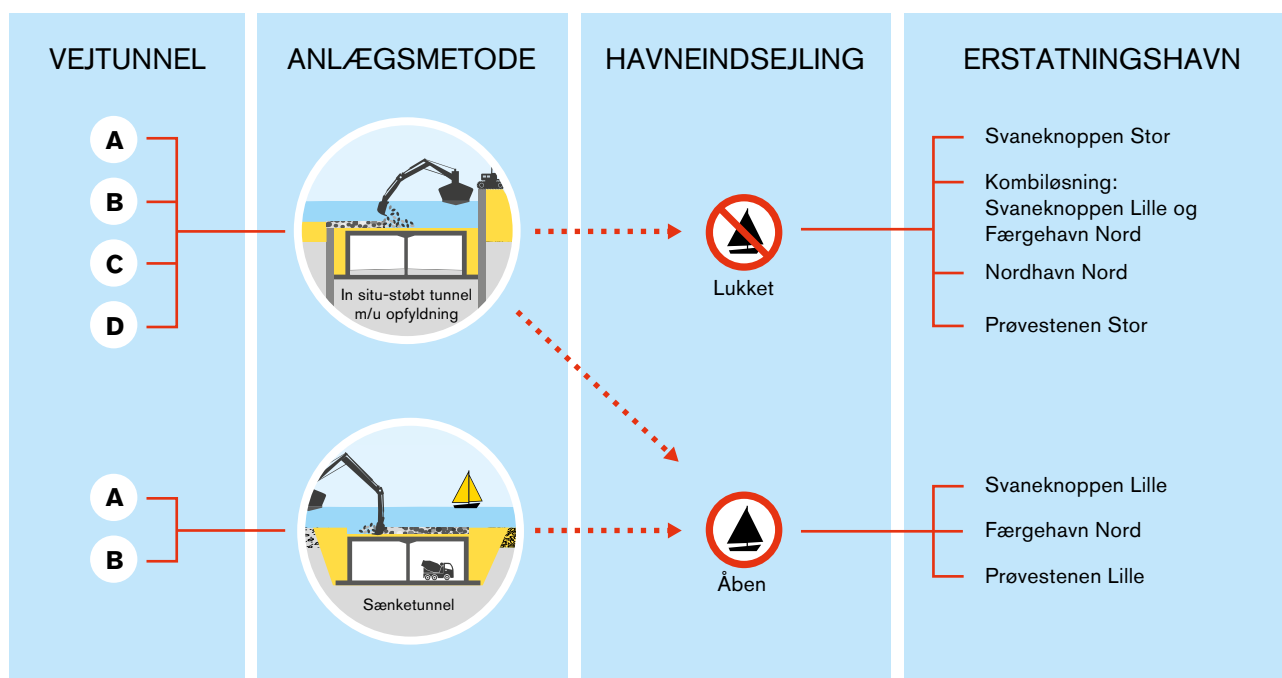 VEJTUNNEL
A
B
C
D
A
B
ANLÆGSMETODE
In situ-støbt tunnel
m/u opfyldning
Sænketunnel
HAVNEINDSEJLING
Lukket
Åben
ERSTATNINGSHAVN
Svaneknoppen Stor
Kombiløsning:
Svaneknoppen Lille og
Færgehavn Nord
Nordhavn Nord
Prøvestenen Stor
Svaneknoppen Lille
Færgehavn Nord
Prøvestenen Lille